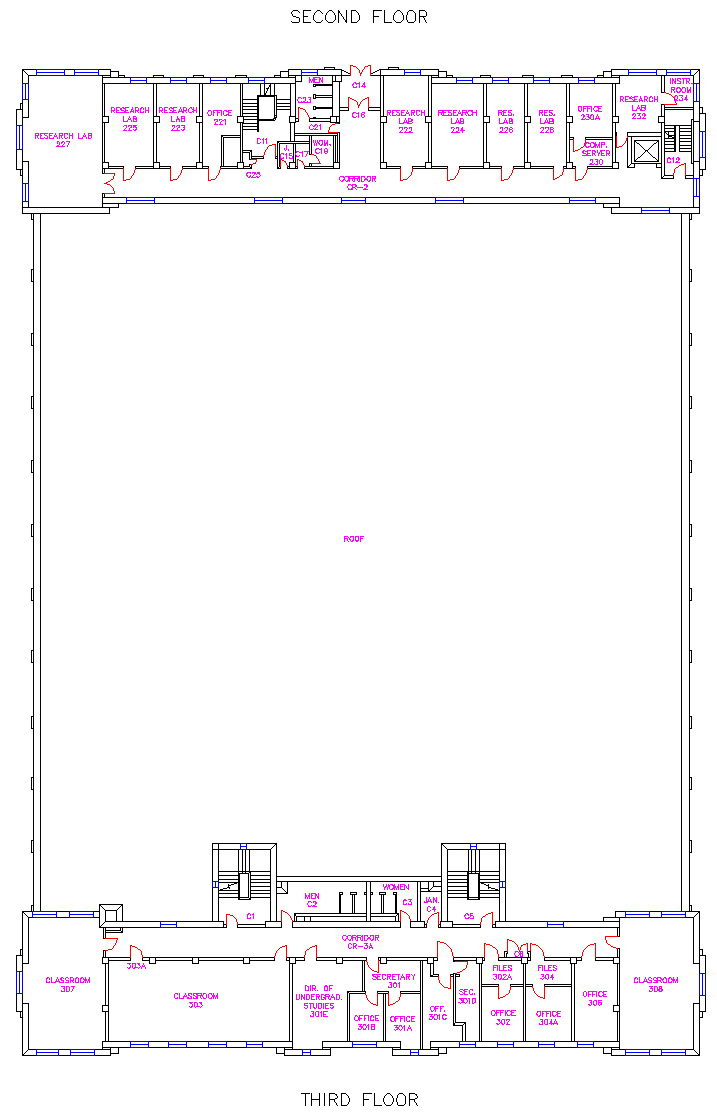 SECOND FLOOR
MEN
C23
C14
C16
INSTR.
ROOM
234
RESEARCH
LAB
225
RESEARCH
LAB
223
OFFICE
221
RESEARCH
LAB
222
RESEARCH
LAB
224
RES.
LAB
226
RES.
LAB
228
OFFICE
230A
RESEARCH
LAB
232
RESEARCH LAB
227
C11
C21
J.
C15
C17
WOM.
C19
C25
COMP.
SERVER
230
C12
CORRIDOR
CR-2
ROOF
MEN
C2
WOMEN
C3
JAN.
C4
C1
C5
CORRIDOR
CR-3A
C6
303A
CLASSROOM
307
CLASSROOM
303
DIR. OF
UNDERGRAD.
STUDIES
301E
SECRETARY
301
OFFICE
301B
OFFICE
301A
OFF.
301C
SEC.
301D
FILES
302A
FILES
304
OFFICE
302
OFFICE
304A
OFFICE
306
CLASSROOM
308
THIRD FLOOR